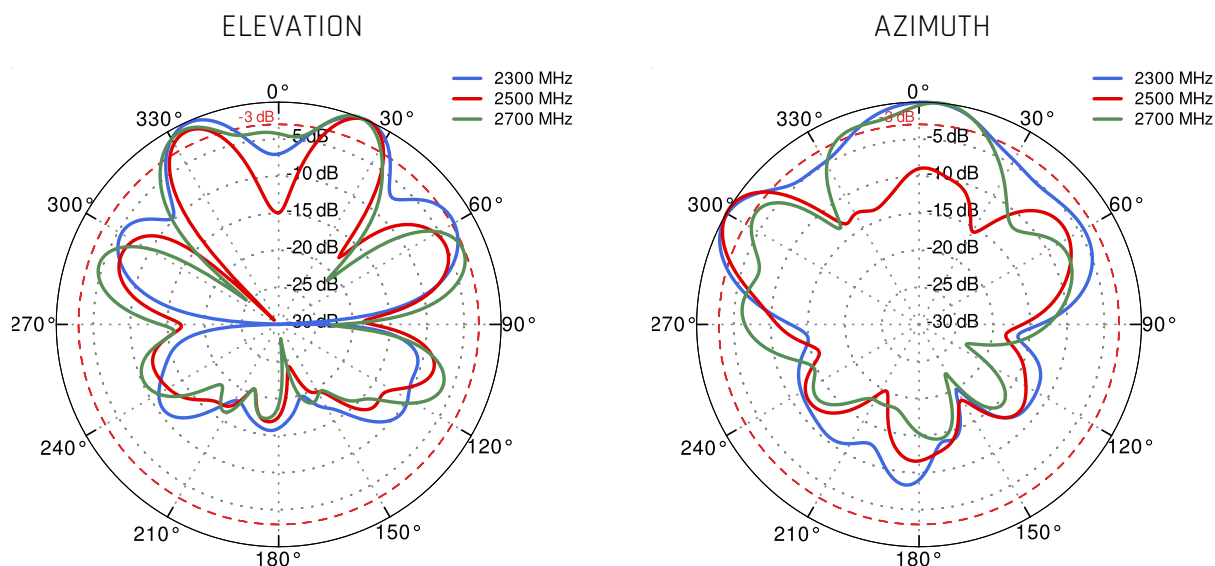 ELEVATION
2300 MHz
2500 MHz
2700 MHz
0°
330°
30°
-3 dB
-5 dB
-10 dB
300°
60°
-15 dB
-20 dB
-25 dB
270°
-30 dB
90°
240°
120°
210°
150°
180°
AZIMUTH
2300 MHz
2500 MHz
2700 MHz
0°
330°
30°
-3 dB
-5 dB
-10 dB
300°
60°
-15 dB
-20 dB
-25 dB
270°
-30 dB
90°
240°
120°
210°
150°
180°